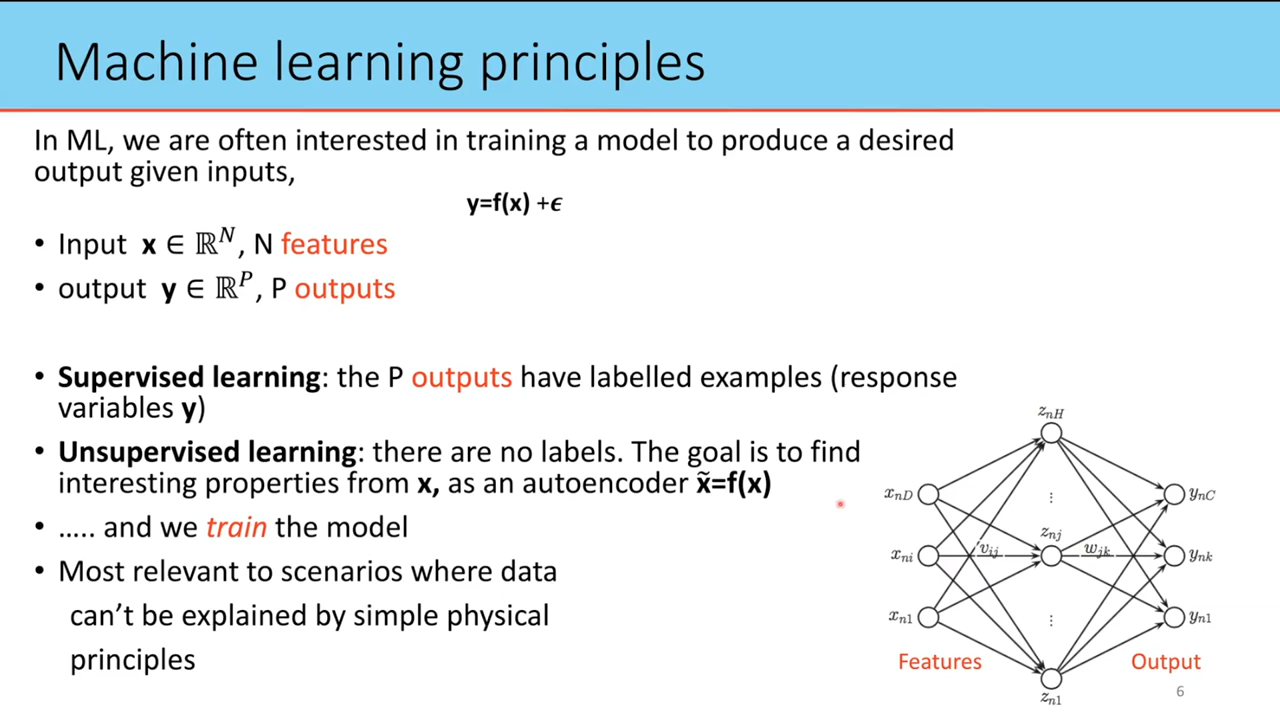 Machine learning principles
In ML, we are often interested in training a model to produce a desired
output given inputs,
y=f(x) +ϵ
• Input x ∈ ℝᴺ, N features
• output y ∈ ℝᴾ, P outputs
• Supervised learning: the P outputs have labelled examples (response
variables y)
• Unsupervised learning: there are no labels. The goal is to find
interesting properties from x, as an autoencoder x̃=f(x)
• ….. and we train the model
• Most relevant to scenarios where data
can’t be explained by simple physical
principles
z_nH
x_nD
⋮
y_nC
z_nj
x_ni
v_ij
w_jk
y_nk
x_n1
⋮
y_n1
Features
Output
z_n1
6